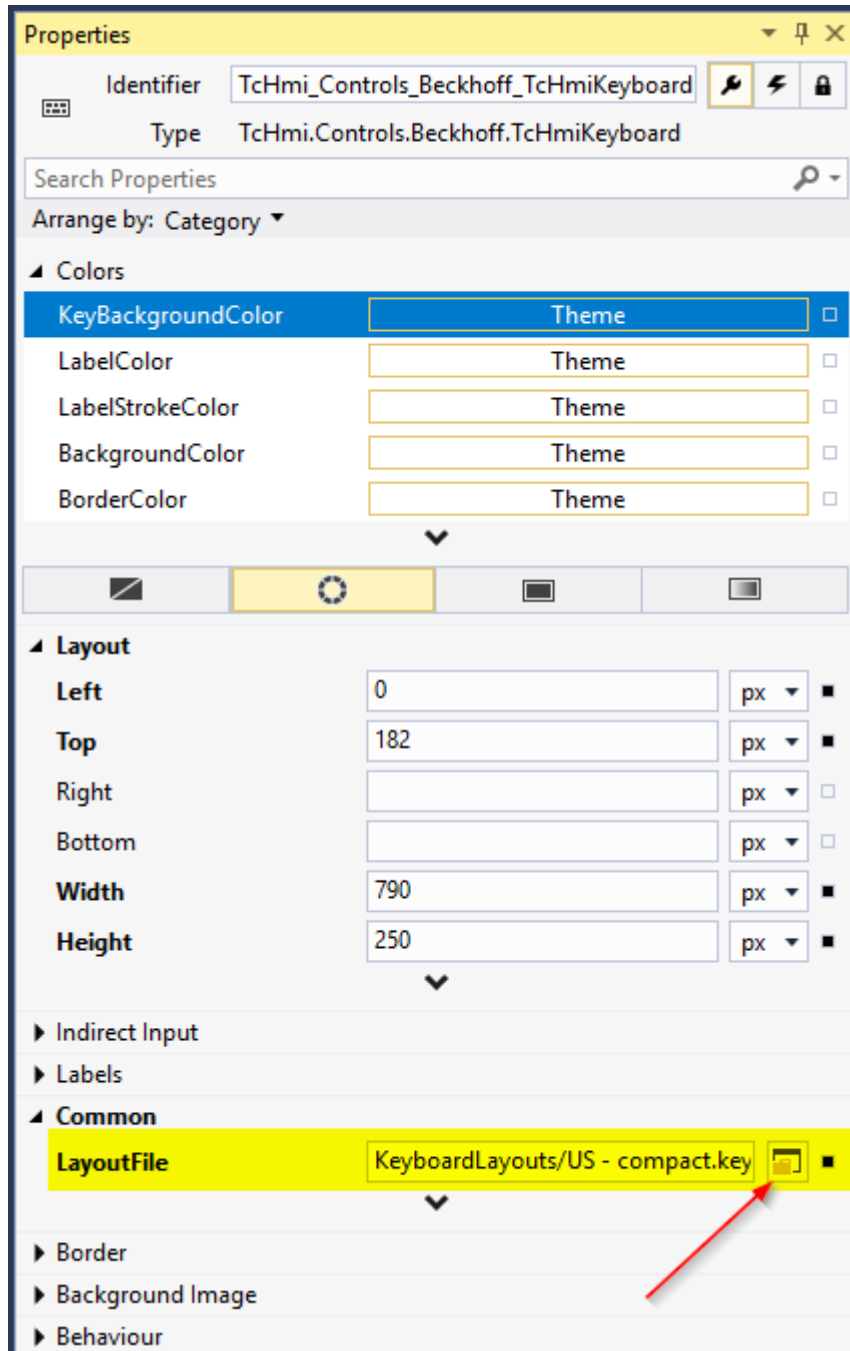 Properties
Identifier TcHmi_Controls_Beckhoff_TcHmiKeyboard
Type TcHmi.Controls.Beckhoff.TcHmiKeyboard
Search Properties
Arrange by: Category
Colors
KeyBackgroundColor Theme
LabelColor Theme
LabelStrokeColor Theme
BackgroundColor Theme
BorderColor Theme
Layout
Left 0 px
Top 182 px
Right px
Bottom px
Width 790 px
Height 250 px
Indirect Input
Labels
Common
LayoutFile KeyboardLayouts/US - compact.key
Border
Background Image
Behaviour